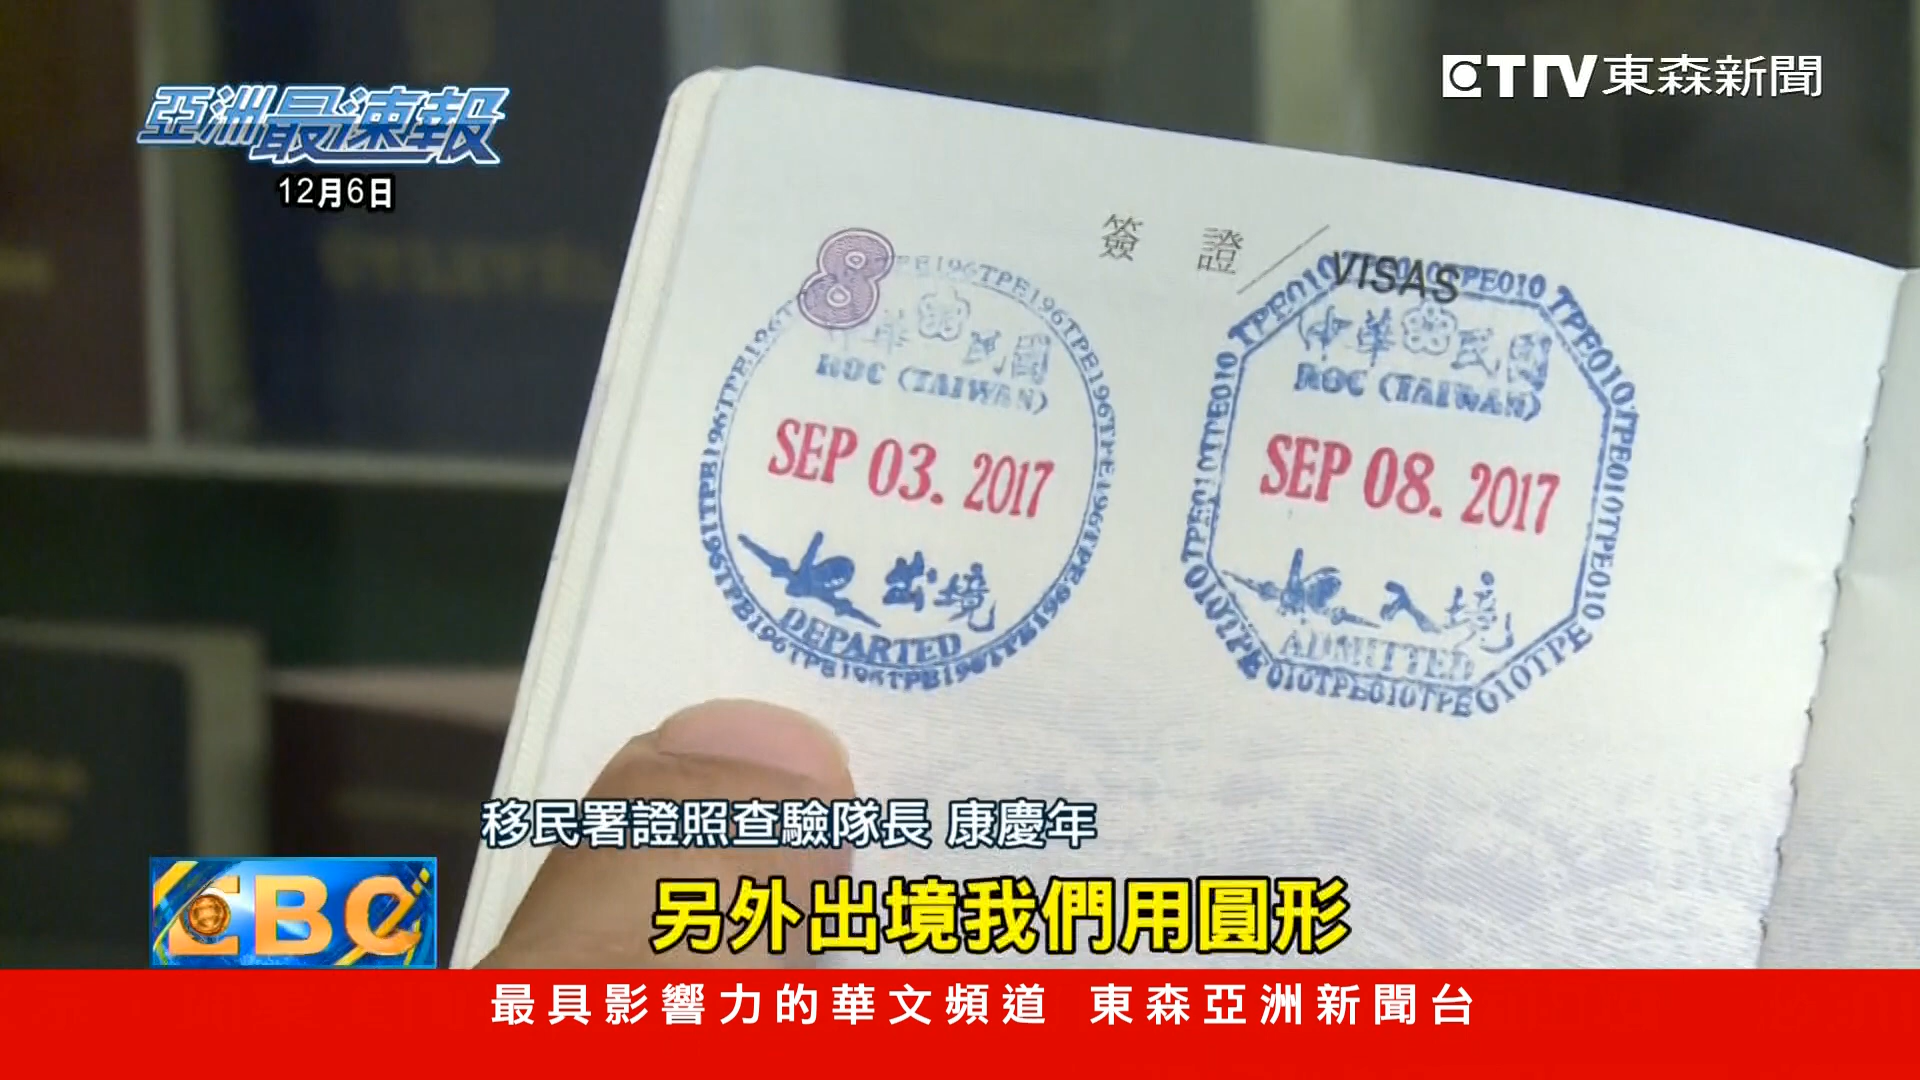 亞洲最速報
12月6日
ETTV東森新聞
簽 證/VISAS
8
TPE196TPE196TPE196TPE196
中華民國
ROC (TAIWAN)
SEP 03. 2017
出境
DEPARTED
TPE010TPE010TPE010TPE010
中華民國
ROC (TAIWAN)
SEP 08. 2017
入境
ADMITTED
移民署證照查驗隊長 康慶年
另外出境我們用圓形
EBC
最具影響力的華文頻道 東森亞洲新聞台